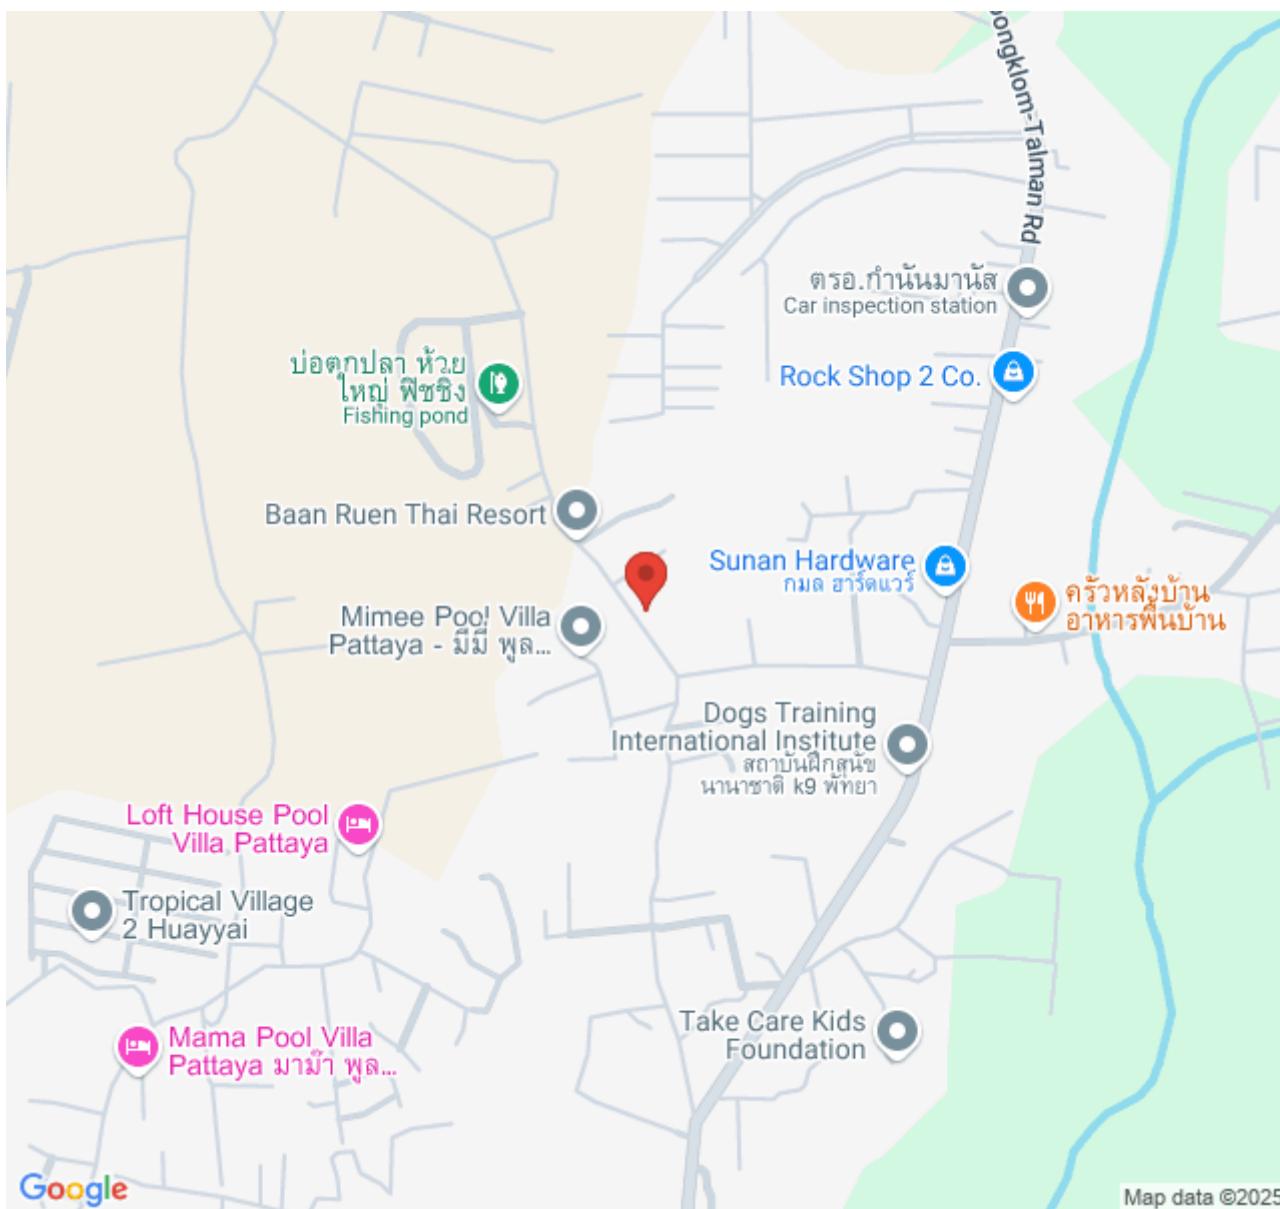 oongklom-Talman Rd
ตรอ.กำนันมานัส
Car inspection station
บ่อตกปลา ห้วย
ใหญ่ ฟิชชิง
Fishing pond
Rock Shop 2 Co.
Baan Ruen Thai Resort
Sunan Hardware
กมล ฮาร์ดแวร์
ครัวหลังบ้าน
อาหารพื้นบ้าน
Mimee Pool Villa
Pattaya - มีมี่ พูล...
Dogs Training
International Institute
สถาบันฝึกสุนัข
นานาชาติ k9 พัทยา
Loft House Pool
Villa Pattaya
Tropical Village
2 Huayyai
Take Care Kids
Foundation
Mama Pool Villa
Pattaya มาม๊า พูล...
Google
Map data ©2025